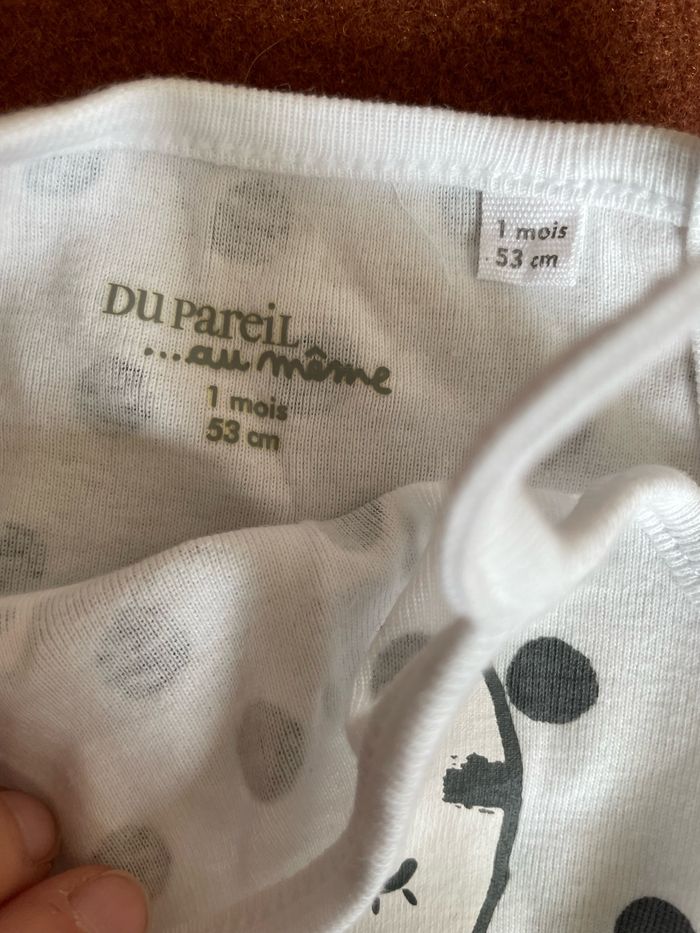 1 mois
53 cm
DU PAREIL
...au même
1 mois
53 cm